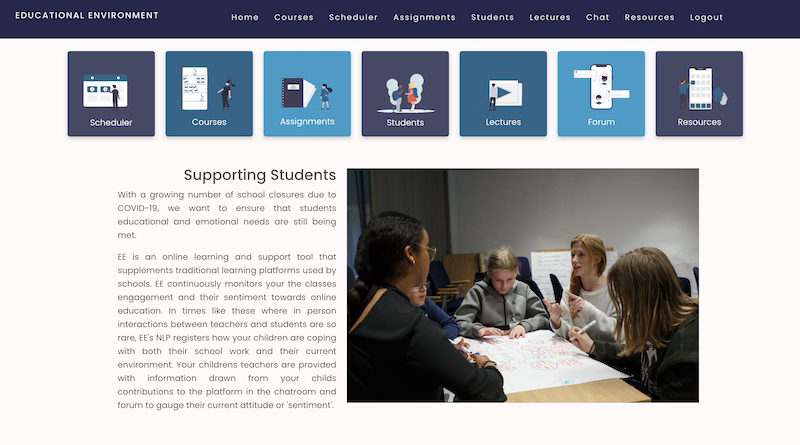 EDUCATIONAL ENVIRONMENT
Home Courses Scheduler Assignments Students Lectures Chat Resources Logout
Scheduler Courses Assignments Students Lectures Forum Resources
Supporting Students
With a growing number of school closures due to
COVID-19, we want to ensure that students
educational and emotional needs are still being
met.
EE is an online learning and support tool that
supplements traditional learning platforms used by
schools. EE continuously monitors your the classes
engagement and their sentiment towards online
education. In times like these where in person
interactions between teachers and students are so
rare, EE's NLP registers how your children are coping
with both their school work and their current
environment. Your childrens teachers are provided
with information drawn from your childs
contributions to the platform in the chatroom and
forum to gauge their current attitude or 'sentiment'.